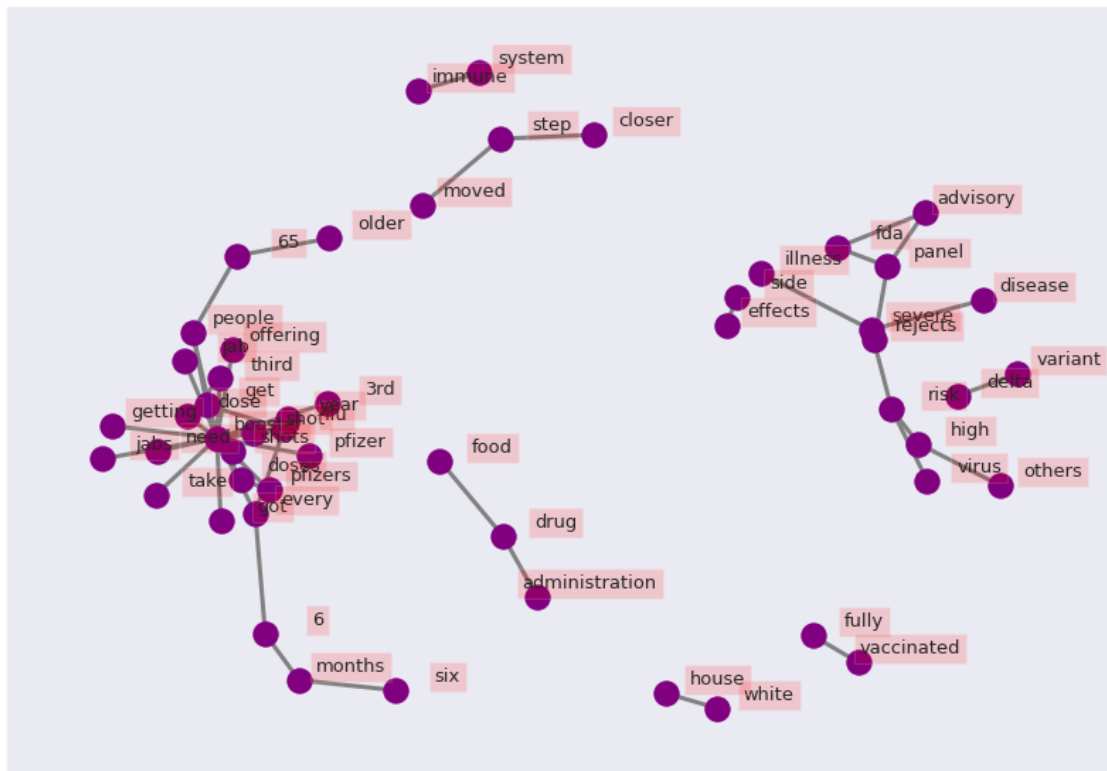 system
immune
closer
step
moved
advisory
older
fda
65
panel
illness
side
disease
effects
people
severe
rejects
offering
jab
variant
third
delta
get
3rd
risk
dose
year
flu
getting
shot
boost
high
need
shots
pfizer
jabs
food
doses
virus
others
take
pfizers
every
got
drug
administration
6
fully
vaccinated
months
six
house
white